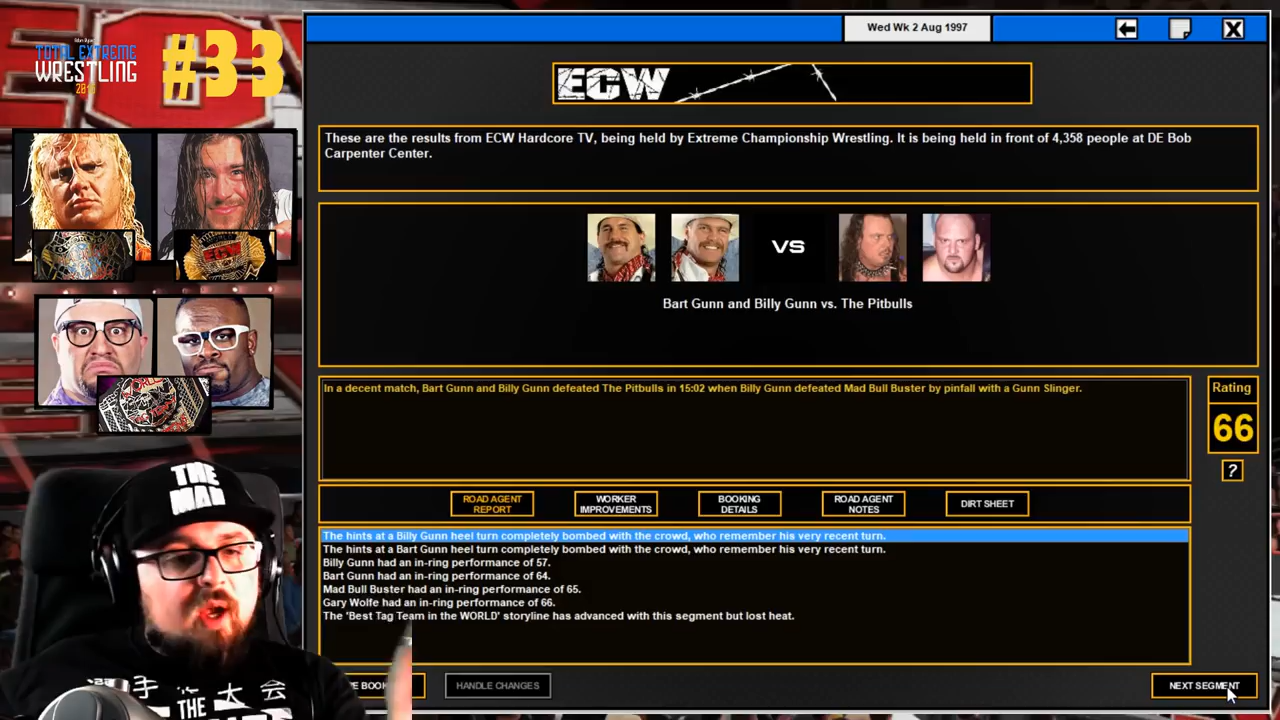 TOTAL EXTREME
WRESTLING
#33
Wed Wk 2 Aug 1997
ECW
These are the results from ECW Hardcore TV, being held by Extreme Championship Wrestling. It is being held in front of 4,358 people at DE Bob
Carpenter Center.
VS
Bart Gunn and Billy Gunn vs. The Pitbulls
In a decent match, Bart Gunn and Billy Gunn defeated The Pitbulls in 15:02 when Billy Gunn defeated Mad Bull Buster by pinfall with a Gunn Slinger.
Rating
66
?
ROAD AGENT
REPORT
WORKER
IMPROVEMENTS
BOOKING
DETAILS
ROAD AGENT
NOTES
DIRT SHEET
The hints at a Billy Gunn heel turn completely bombed with the crowd, who remember his very recent turn.
The hints at a Bart Gunn heel turn completely bombed with the crowd, who remember his very recent turn.
Billy Gunn had an in-ring performance of 57.
Bart Gunn had an in-ring performance of 64.
Mad Bull Buster had an in-ring performance of 65.
Gary Wolfe had an in-ring performance of 66.
The 'Best Tag Team in the WORLD' storyline has advanced with this segment but lost heat.
HANDLE CHANGES
NEXT SEGMENT
THE
MAN
手 大 会
THE